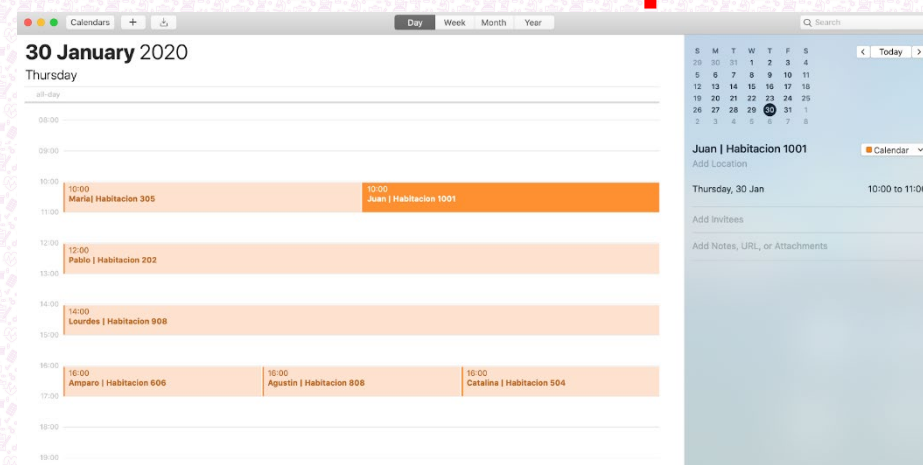 Calendars
+
Day Week Month Year
Search
30 January 2020
Thursday
all-day
08:00
09:00
10:00
10:00
Maria| Habitacion 305
10:00
Juan | Habitacion 1001
11:00
12:00
12:00
Pablo | Habitacion 202
13:00
14:00
14:00
Lourdes | Habitacion 908
15:00
16:00
16:00
Amparo | Habitacion 606
16:00
Agustin | Habitacion 808
16:00
Catalina | Habitacion 504
17:00
18:00
19:00
S M T W T F S
29 30 31 1 2 3 4
5 6 7 8 9 10 11
12 13 14 15 16 17 18
19 20 21 22 23 24 25
26 27 28 29 30 31 1
2 3 4 5 6 7 8
< Today >
Juan | Habitacion 1001
Calendar
Add Location
Thursday, 30 Jan
10:00 to 11:00
Add Invitees
Add Notes, URL, or Attachments